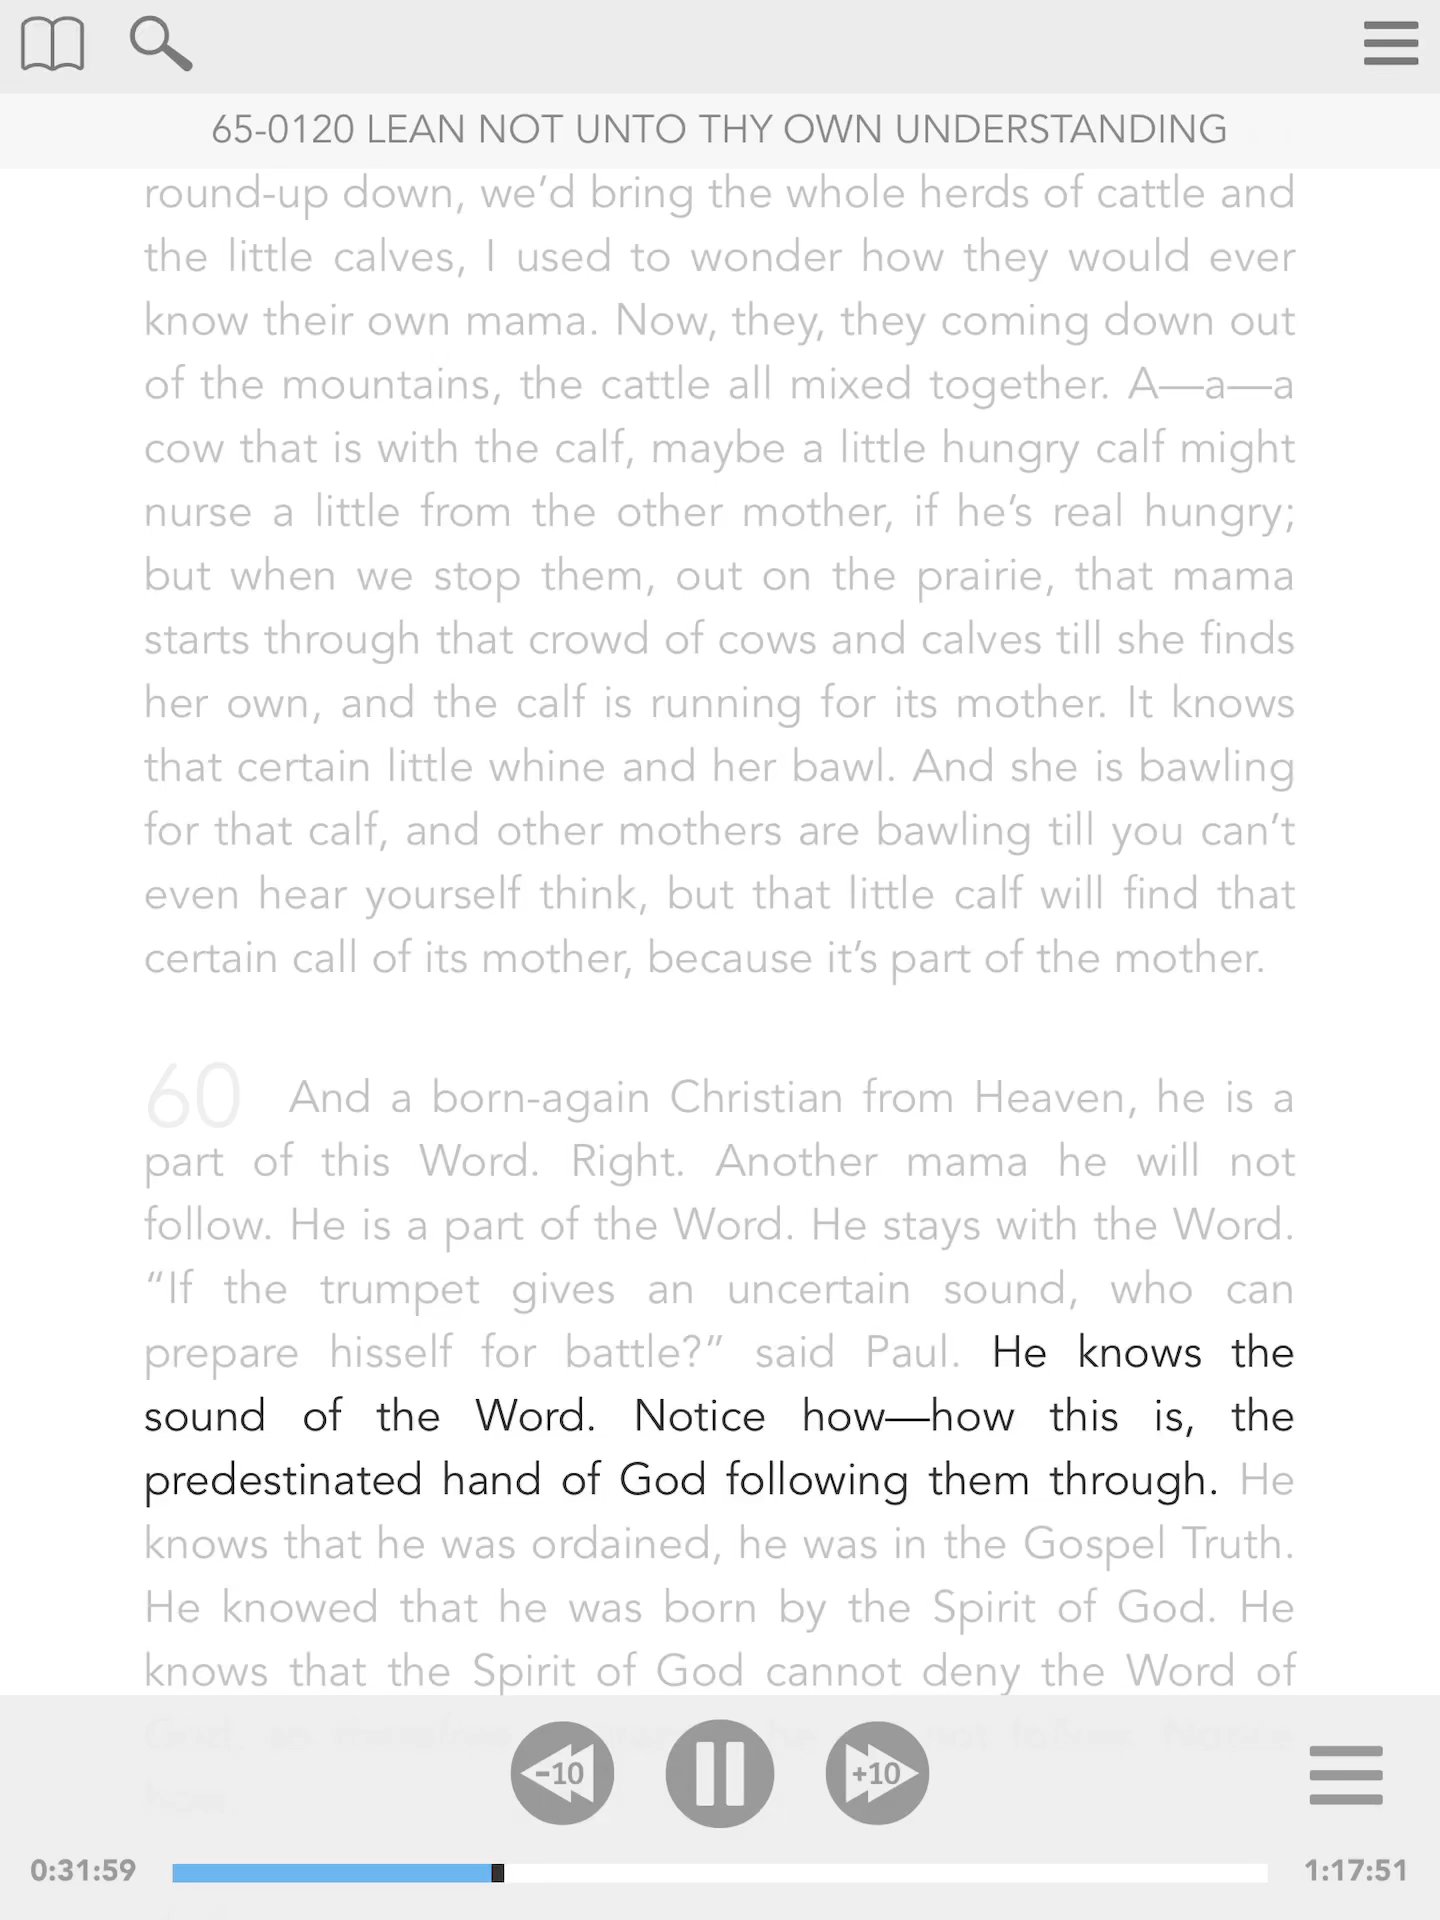 65-0120 LEAN NOT UNTO THY OWN UNDERSTANDING
round-up down, we’d bring the whole herds of cattle and
the little calves, I used to wonder how they would ever
know their own mama. Now, they, they coming down out
of the mountains, the cattle all mixed together. A—a—a
cow that is with the calf, maybe a little hungry calf might
nurse a little from the other mother, if he’s real hungry;
but when we stop them, out on the prairie, that mama
starts through that crowd of cows and calves till she finds
her own, and the calf is running for its mother. It knows
that certain little whine and her bawl. And she is bawling
for that calf, and other mothers are bawling till you can’t
even hear yourself think, but that little calf will find that
certain call of its mother, because it’s part of the mother.
60 And a born-again Christian from Heaven, he is a
part of this Word. Right. Another mama he will not
follow. He is a part of the Word. He stays with the Word.
“If the trumpet gives an uncertain sound, who can
prepare hisself for battle?” said Paul. He knows the
sound of the Word. Notice how—how this is, the
predestinated hand of God following them through. He
knows that he was ordained, he was in the Gospel Truth.
He knowed that he was born by the Spirit of God. He
knows that the Spirit of God cannot deny the Word of
God, not follow. Notice
how
-10 +10
0:31:59 1:17:51